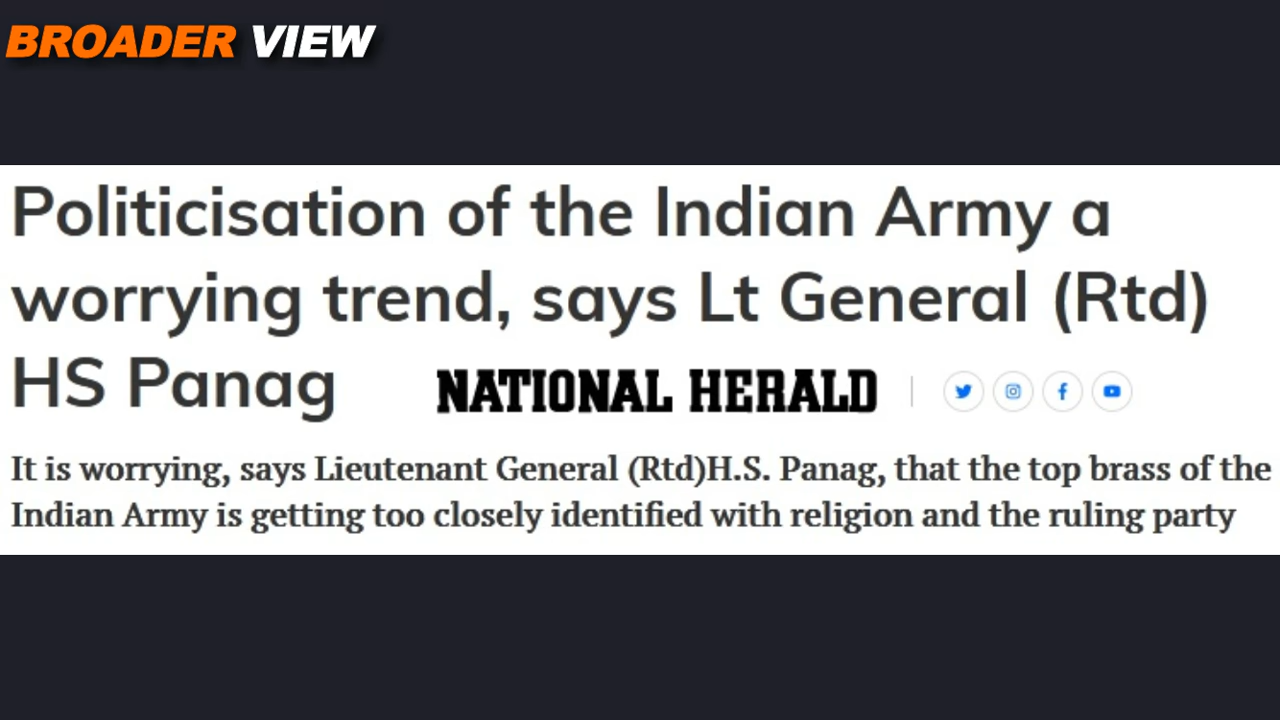 BROADER VIEW
Politicisation of the Indian Army a
worrying trend, says Lt General (Rtd)
HS Panag
NATIONAL HERALD
It is worrying, says Lieutenant General (Rtd)H.S. Panag, that the top brass of the
Indian Army is getting too closely identified with religion and the ruling party